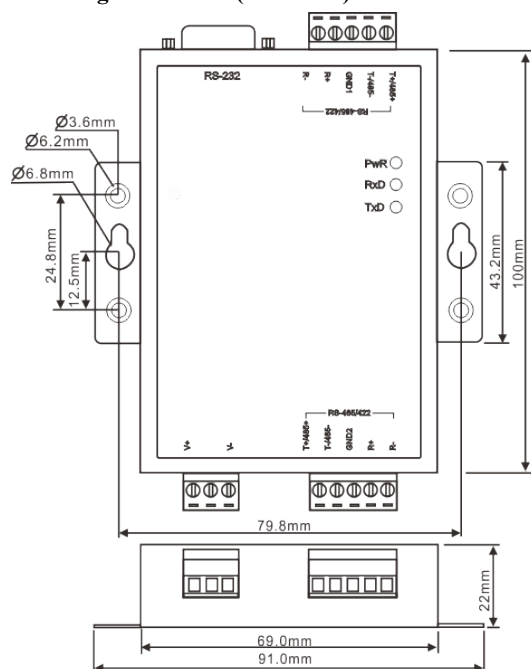 RS-232
R-
R+
GND1
T-/485-
T+/485+
RS-485/422
PwR
RxD
TxD
Ø3.6mm
Ø6.2mm
Ø6.8mm
24.8mm
12.5mm
43.2mm
100mm
RS-485/422
V+
V-
T+/485+
T-/485-
GND2
R+
R-
79.8mm
22mm
69.0mm
91.0mm